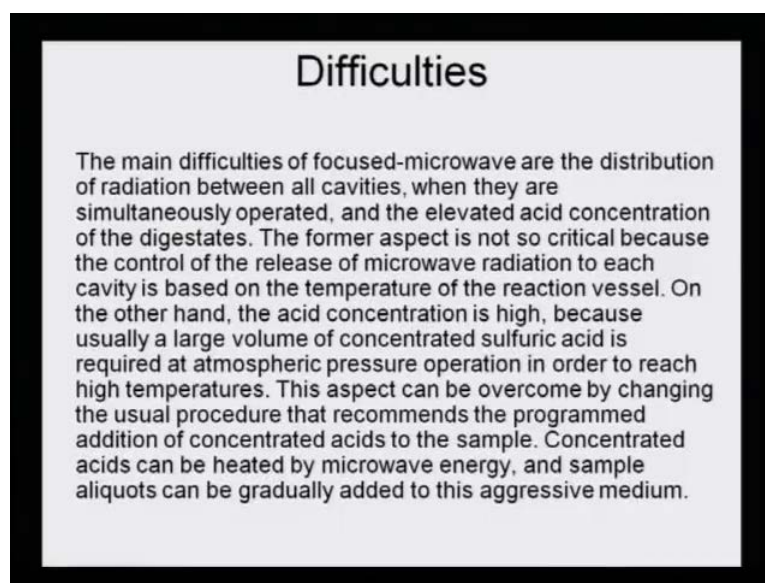 Difficulties
The main difficulties of focused-microwave are the distribution
of radiation between all cavities, when they are
simultaneously operated, and the elevated acid concentration
of the digestates. The former aspect is not so critical because
the control of the release of microwave radiation to each
cavity is based on the temperature of the reaction vessel. On
the other hand, the acid concentration is high, because
usually a large volume of concentrated sulfuric acid is
required at atmospheric pressure operation in order to reach
high temperatures. This aspect can be overcome by changing
the usual procedure that recommends the programmed
addition of concentrated acids to the sample. Concentrated
acids can be heated by microwave energy, and sample
aliquots can be gradually added to this aggressive medium.